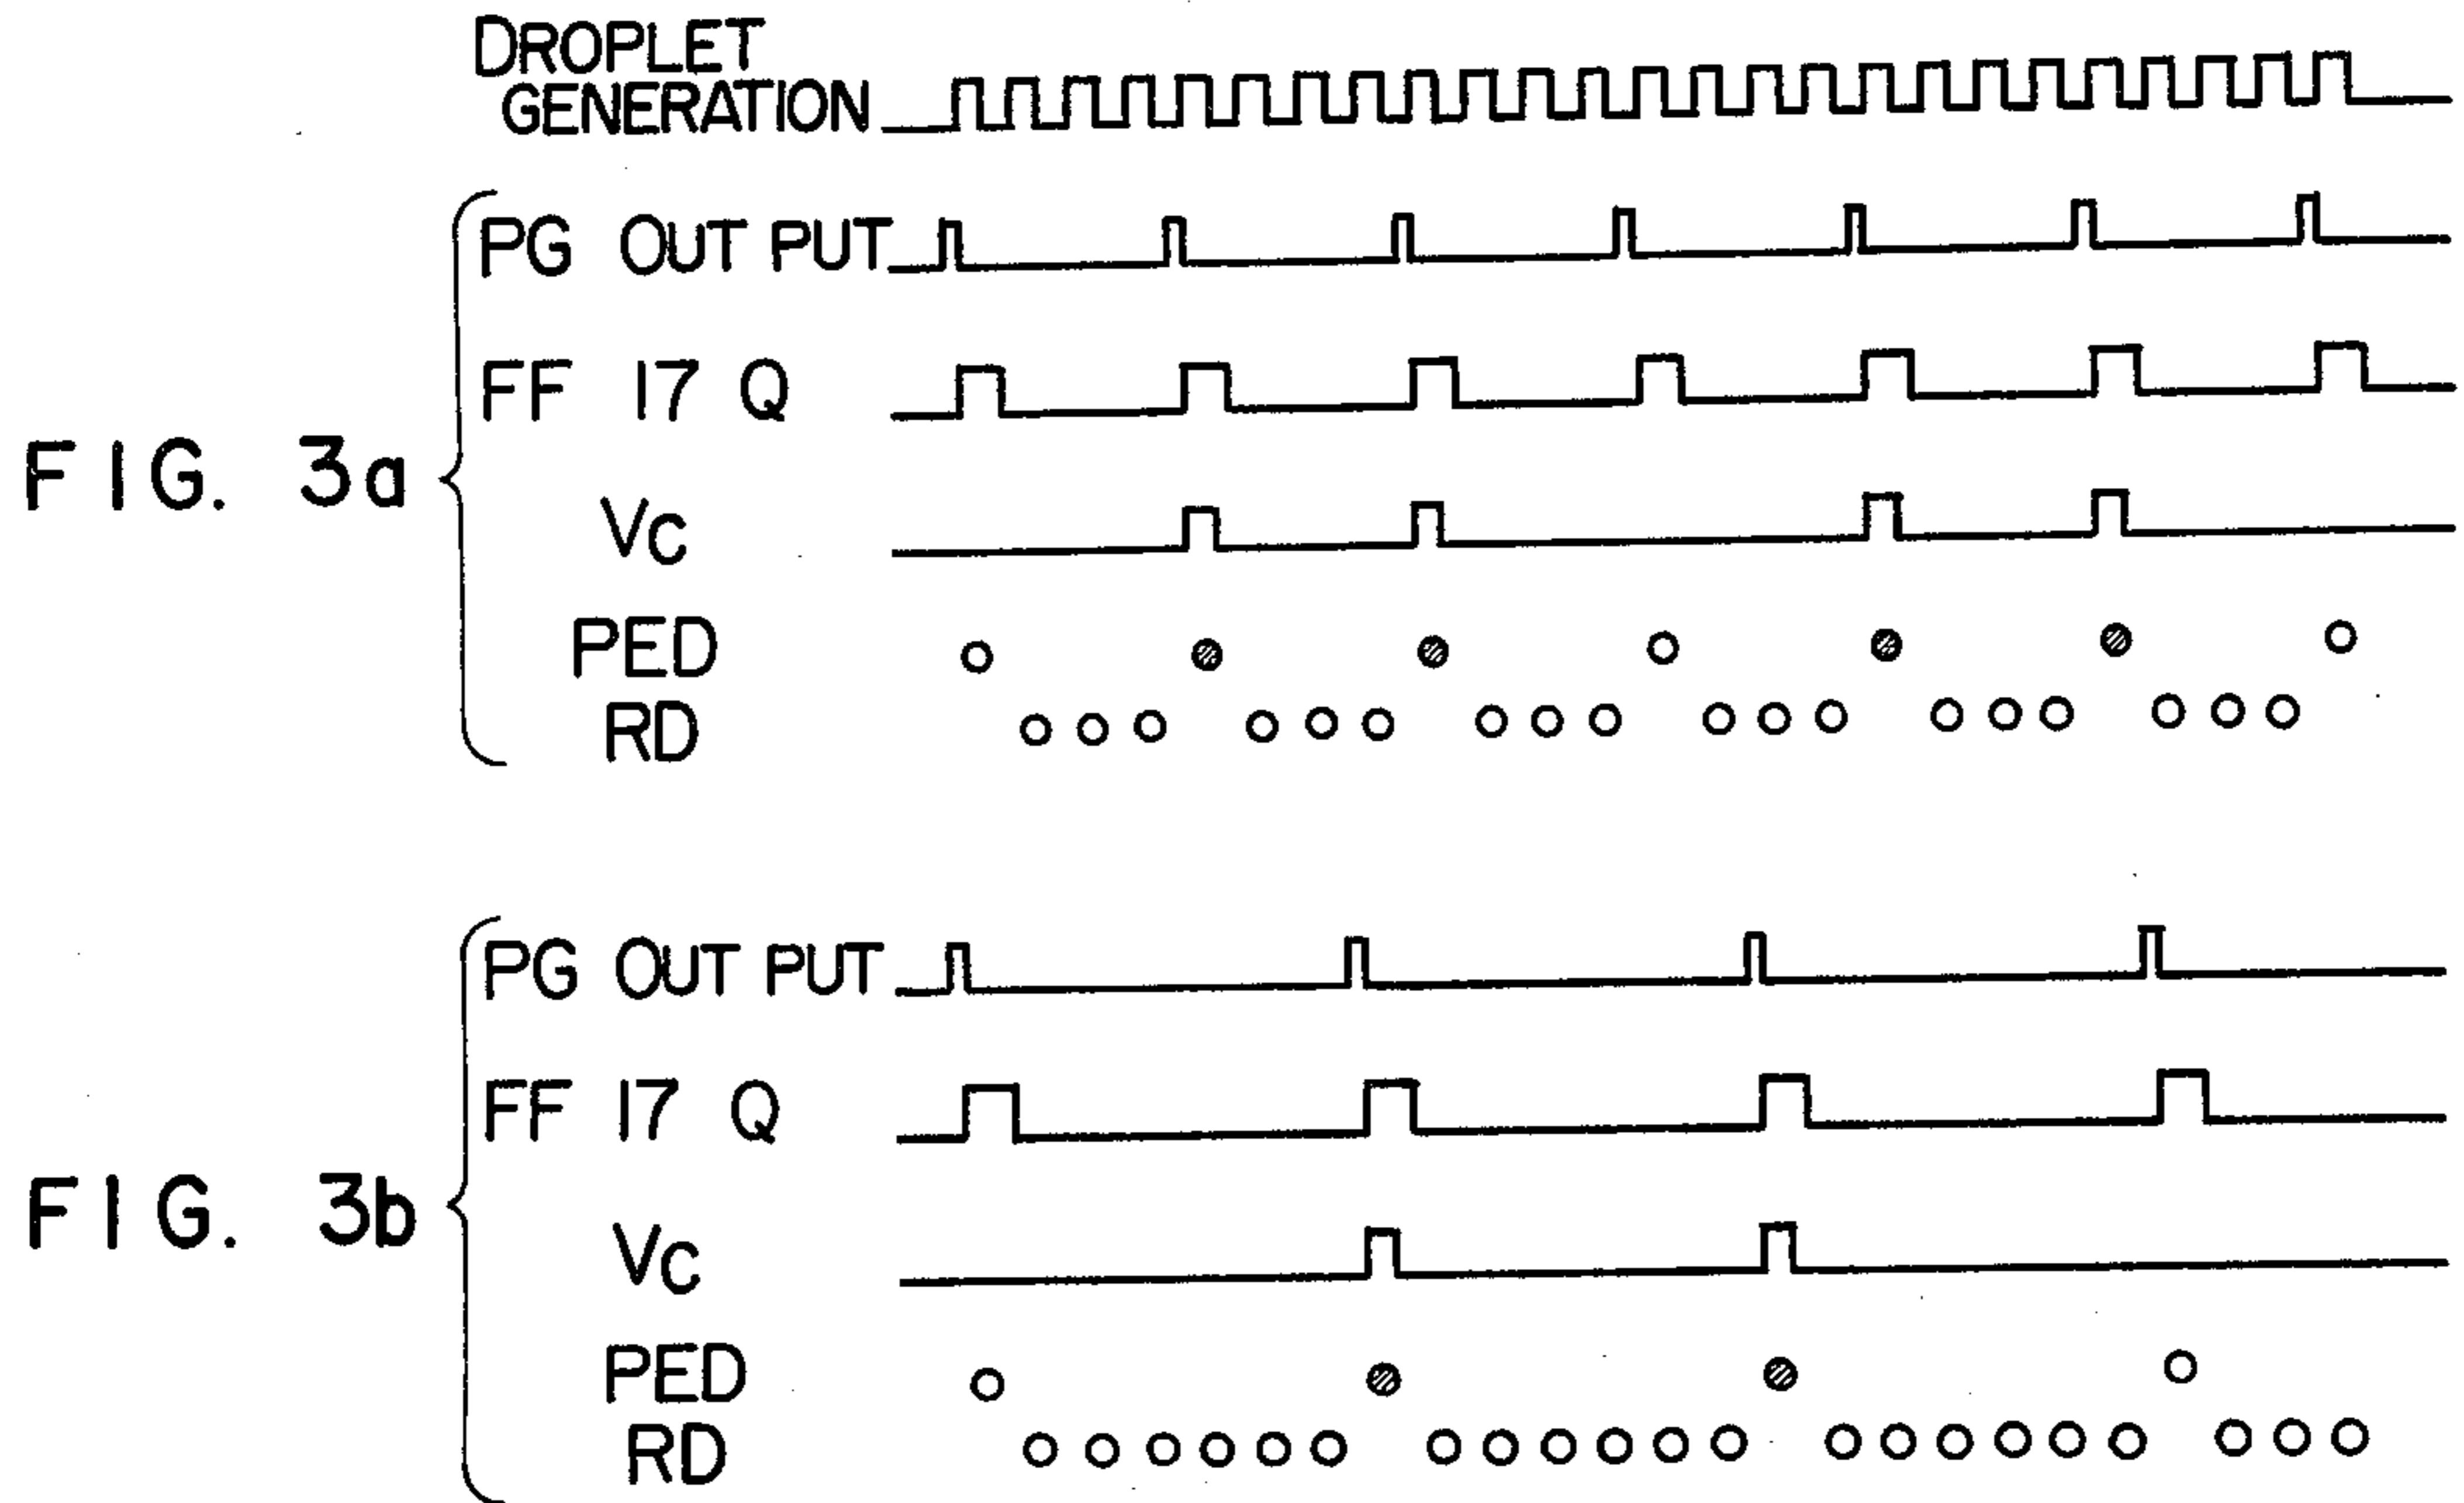 DROPLET
GENERATION
FIG. 3a
PG OUT PUT
FF 17 Q
Vc
PED
RD
FIG. 3b
PG OUT PUT
FF 17 Q
Vc
PED
RD